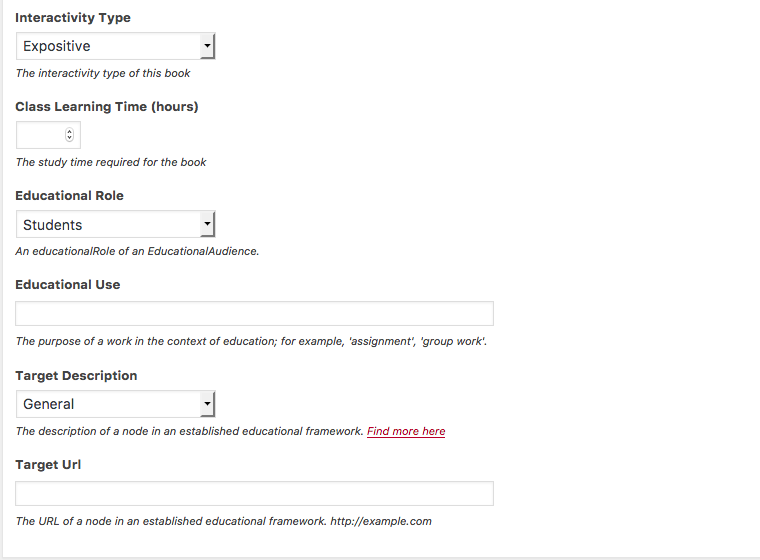 Interactivity Type
Expositive
The interactivity type of this book
Class Learning Time (hours)
The study time required for the book
Educational Role
Students
An educationalRole of an EducationalAudience.
Educational Use
The purpose of a work in the context of education; for example, 'assignment', 'group work'.
Target Description
General
The description of a node in an established educational framework. Find more here
Target Url
The URL of a node in an established educational framework. http://example.com